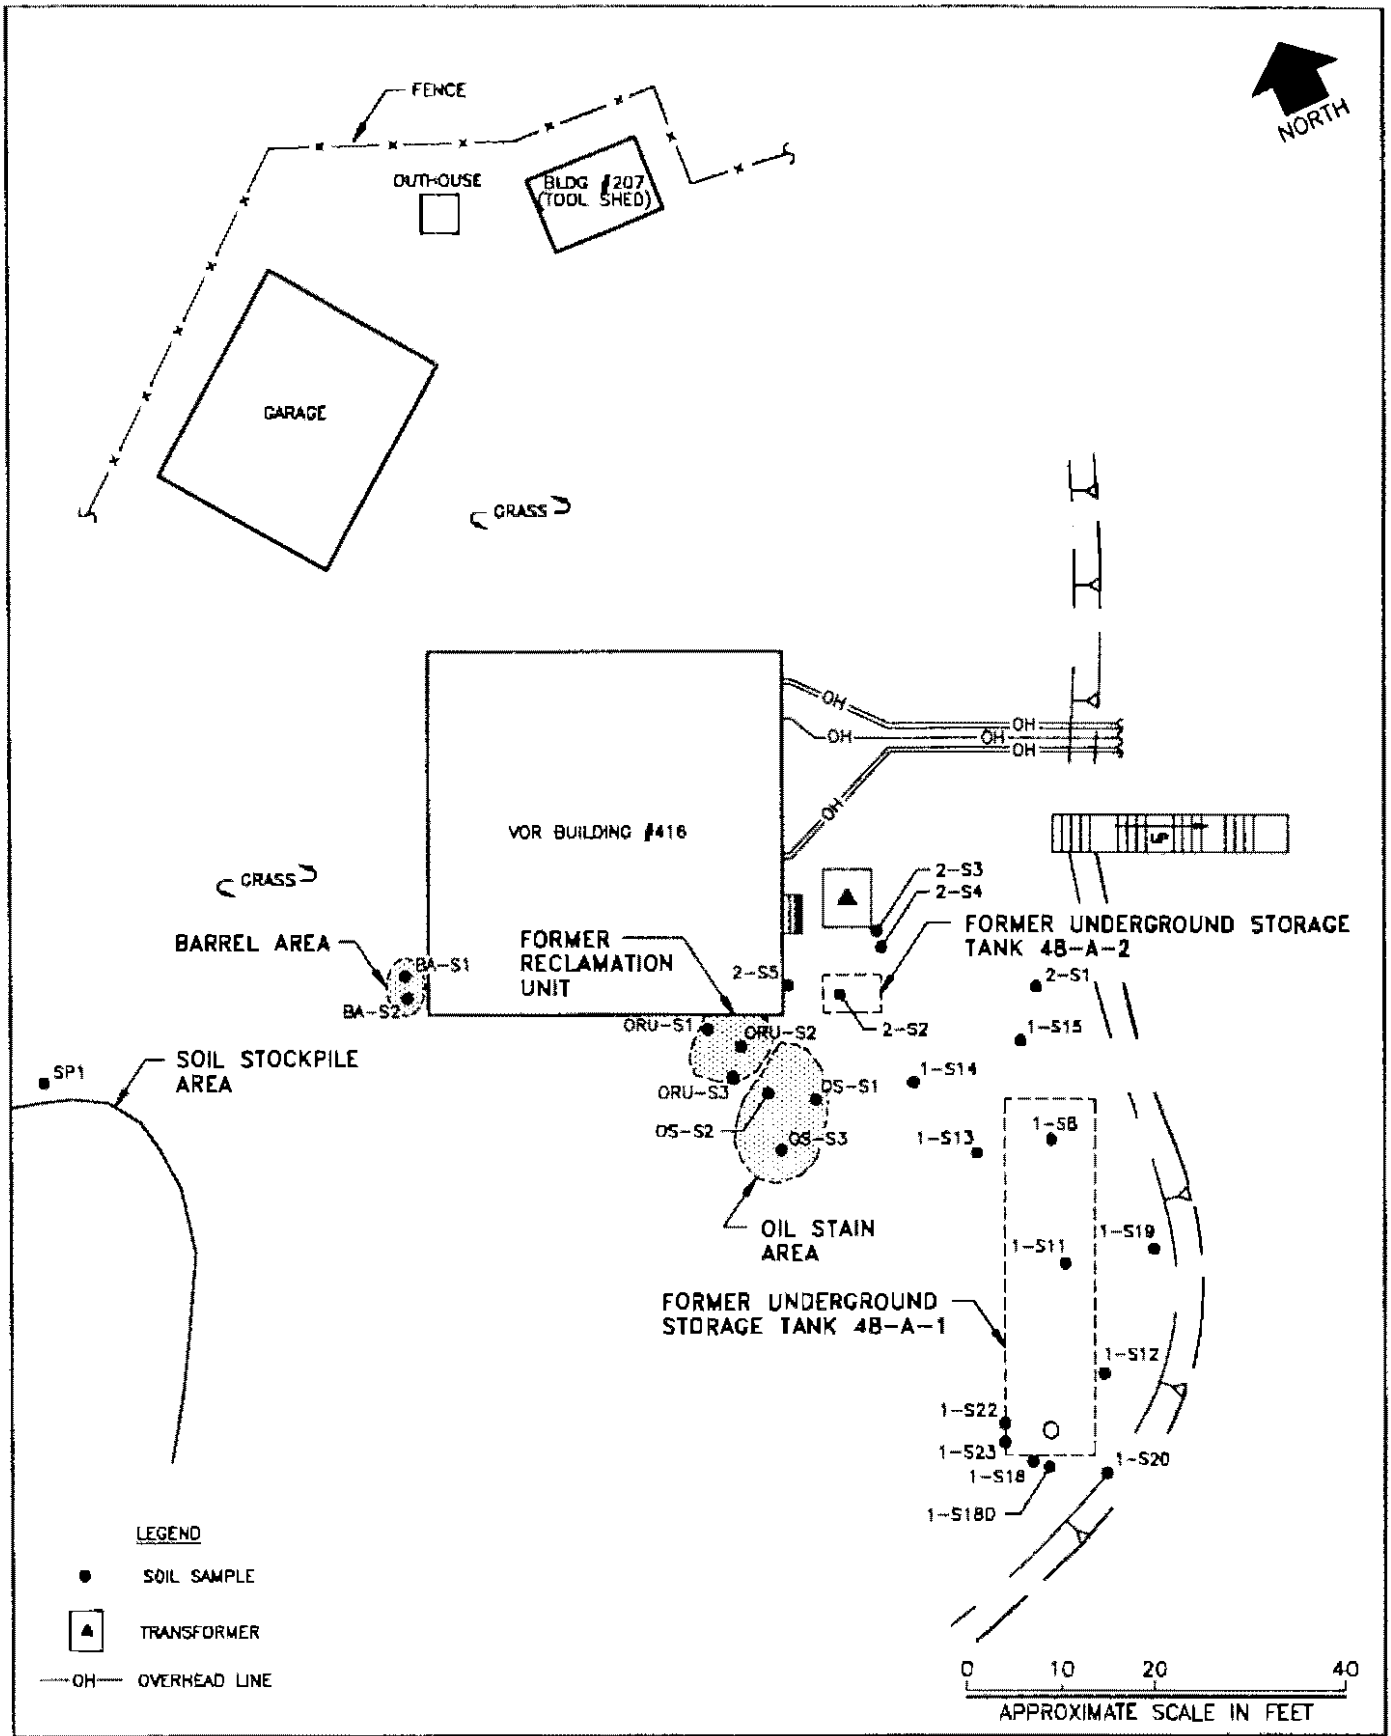 FENCE
NORTH
OUTHOUSE
BLDG #207
(TOOL SHED)
GARAGE
GRASS
OH
OH
OH
OH
OH
OH
VOR BUILDING #416
UP
GRASS
2-S3
2-S4
BARREL AREA
FORMER
RECLAMATION
UNIT
FORMER UNDERGROUND STORAGE
TANK 4B-A-2
BA-S1
2-S5
2-S1
BA-S2
ORU-S1
ORU-S2
2-S2
1-S15
SOIL STOCKPILE
AREA
SP1
1-S14
ORU-S3
OS-S1
OS-S2
OS-S3
1-S13
1-S8
OIL STAIN
AREA
1-S11
1-S19
FORMER UNDERGROUND
STORAGE TANK 4B-A-1
1-S12
1-S22
1-S23
1-S18
1-S20
1-S18D
LEGEND
SOIL SAMPLE
TRANSFORMER
OH OVERHEAD LINE
0 10 20 40
APPROXIMATE SCALE IN FEET